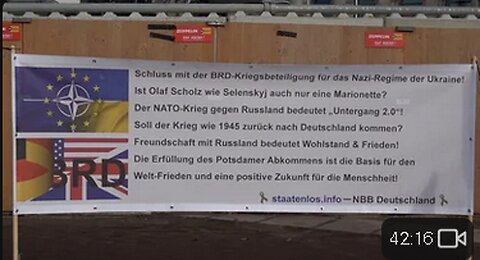 ZEPPELIN
ZEPPELIN
Schluss mit der BRD-Kriegsbeteiligung für das Nazi-Regime der Ukraine!
Ist Olaf Scholz wie Selenskyj auch nur eine Marionette?
Der NATO-Krieg gegen Russland bedeutet „Untergang 2.0“!
Soll der Krieg wie 1945 zurück nach Deutschland kommen?
Freundschaft mit Russland bedeutet Wohlstand & Frieden!
Die Erfüllung des Potsdamer Abkommens ist die Basis für den
Welt-Frieden und eine positive Zukunft für die Menschheit!
BRD
staatenlos.info — NBB Deutschland
42:16